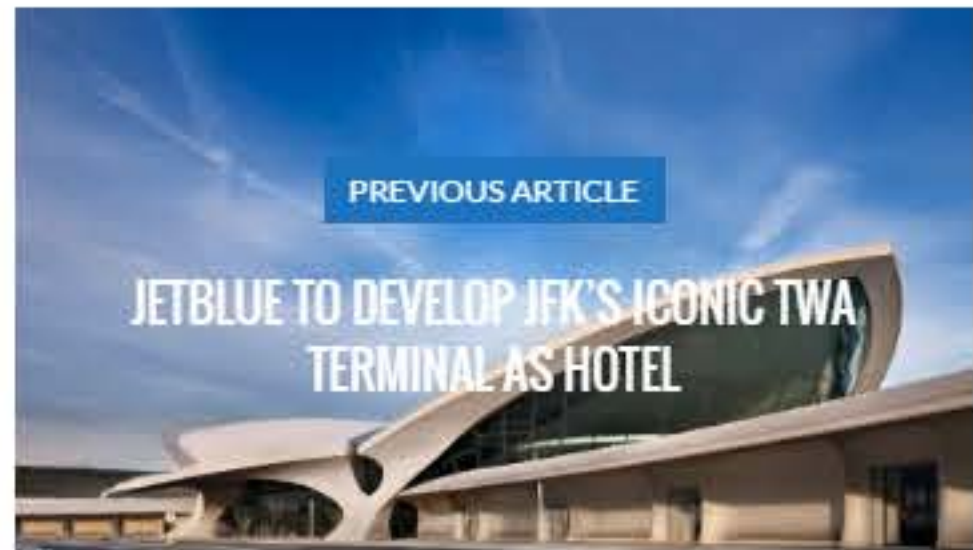 PREVIOUS ARTICLE
JETBLUE TO DEVELOP JFK'S ICONIC TWA
TERMINAL AS HOTEL